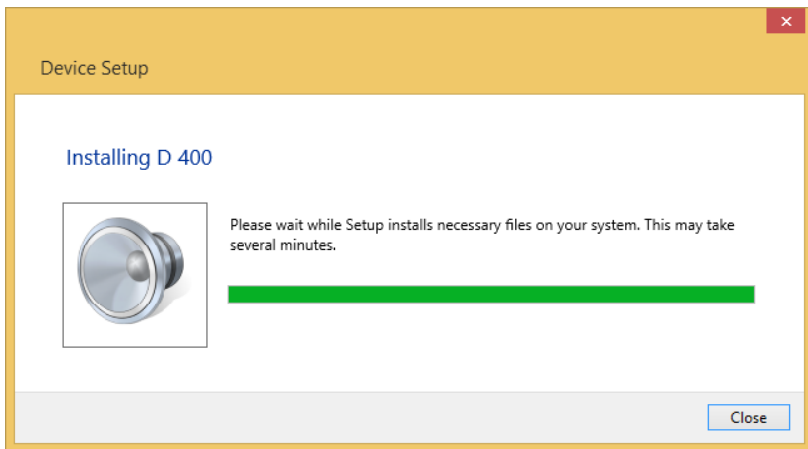 Device Setup
Installing D 400
Please wait while Setup installs necessary files on your system. This may take
several minutes.
Close